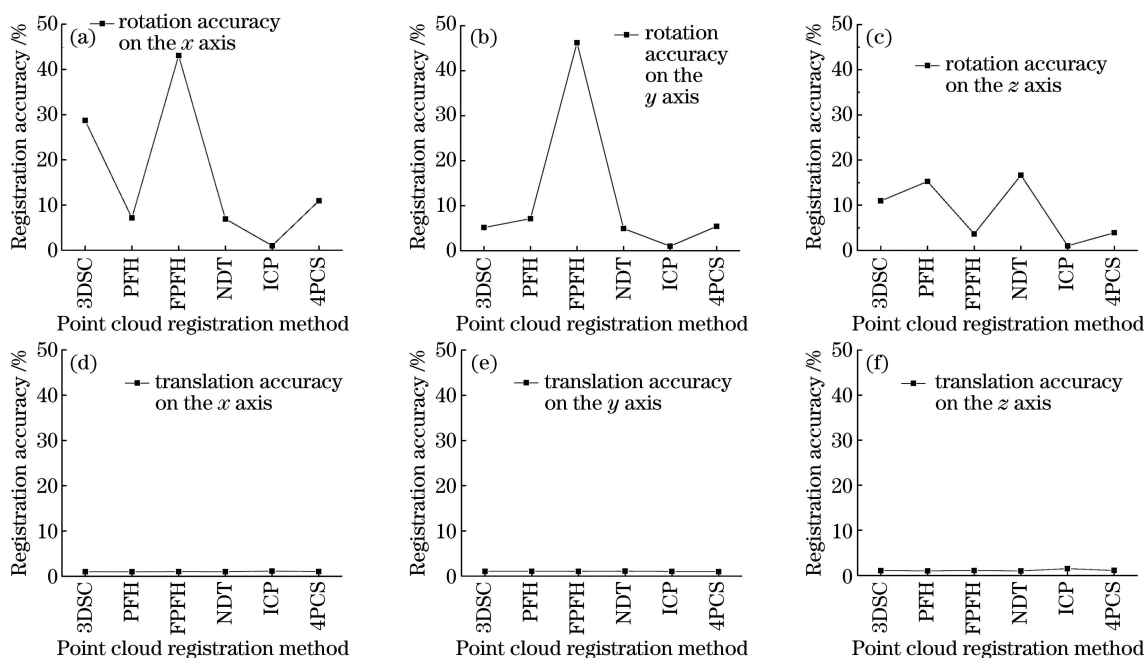 (a)
rotation accuracy
on the x axis
Registration accuracy /%
50
40
30
20
10
0
3DSC
PFH
FPFH
NDT
ICP
4PCS
Point cloud registration method
(b)
rotation
accuracy
on the
y axis
Registration accuracy /%
50
40
30
20
10
0
3DSC
PFH
FPFH
NDT
ICP
4PCS
Point cloud registration method
(c)
rotation accuracy
on the z axis
Registration accuracy /%
50
40
30
20
10
0
3DSC
PFH
FPFH
NDT
ICP
4PCS
Point cloud registration method
(d)
translation accuracy
on the x axis
Registration accuracy /%
50
40
30
20
10
0
3DSC
PFH
FPFH
NDT
ICP
4PCS
Point cloud registration method
(e)
translation accuracy
on the y axis
Registration accuracy /%
50
40
30
20
10
0
3DSC
PFH
FPFH
NDT
ICP
4PCS
Point cloud registration method
(f)
translation accuracy
on the z axis
Registration accuracy /%
50
40
30
20
10
0
3DSC
PFH
FPFH
NDT
ICP
4PCS
Point cloud registration method